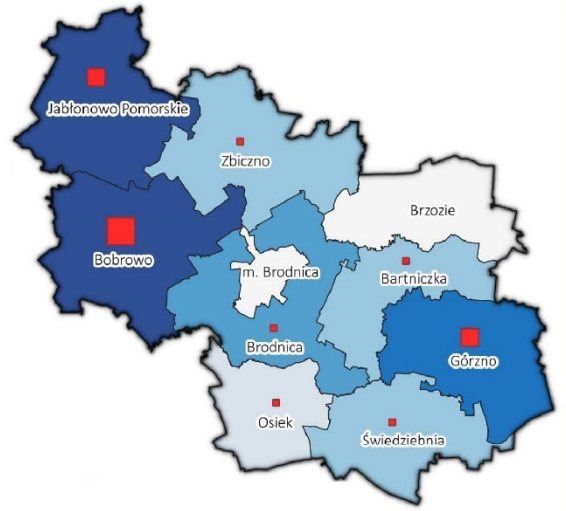 Jabłonowo Pomorskie
Zbiczno
Brzozie
Bobrowo
m. Brodnica
Bartniczka
Brodnica
Górzno
Osiek
Świedziebnia